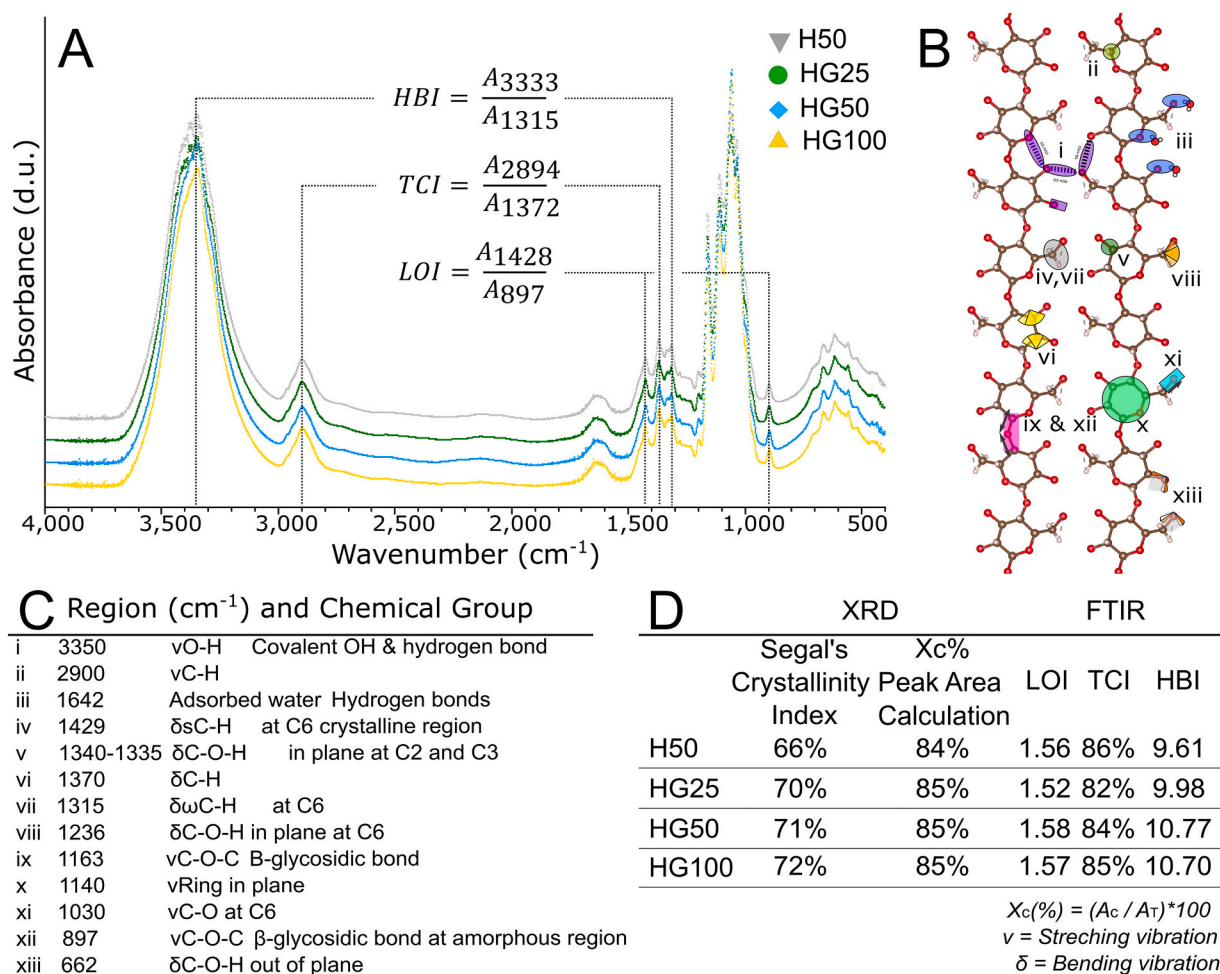 A
H50
HG25
HG50
HG100
HBI = A3333 / A1315
TCI = A2894 / A1372
LOI = A1428 / A897
Absorbance (d.u.)
4,000 3,500 3,000 2,500 2,000 1,500 1,000 500
Wavenumber (cm-1)
B
ii
iii
i
iv,vii
v
viii
vi
xi
ix & xii
x
xiii
C Region (cm-1) and Chemical Group
i 3350 vO-H Covalent OH & hydrogen bond
ii 2900 vC-H
iii 1642 Adsorbed water Hydrogen bonds
iv 1429 δsC-H at C6 crystalline region
v 1340-1335 δC-O-H in plane at C2 and C3
vi 1370 δC-H
vii 1315 δωC-H at C6
viii 1236 δC-O-H in plane at C6
ix 1163 vC-O-C B-glycosidic bond
x 1140 vRing in plane
xi 1030 vC-O at C6
xii 897 vC-O-C β-glycosidic bond at amorphous region
xiii 662 δC-O-H out of plane
D XRD FTIR
Segal's Xc%
Crystallinity Peak Area LOI TCI HBI
Index Calculation
H50 66% 84% 1.56 86% 9.61
HG25 70% 85% 1.52 82% 9.98
HG50 71% 85% 1.58 84% 10.77
HG100 72% 85% 1.57 85% 10.70
Xc(%) = (Ac / AT)*100
v = Streching vibration
δ = Bending vibration